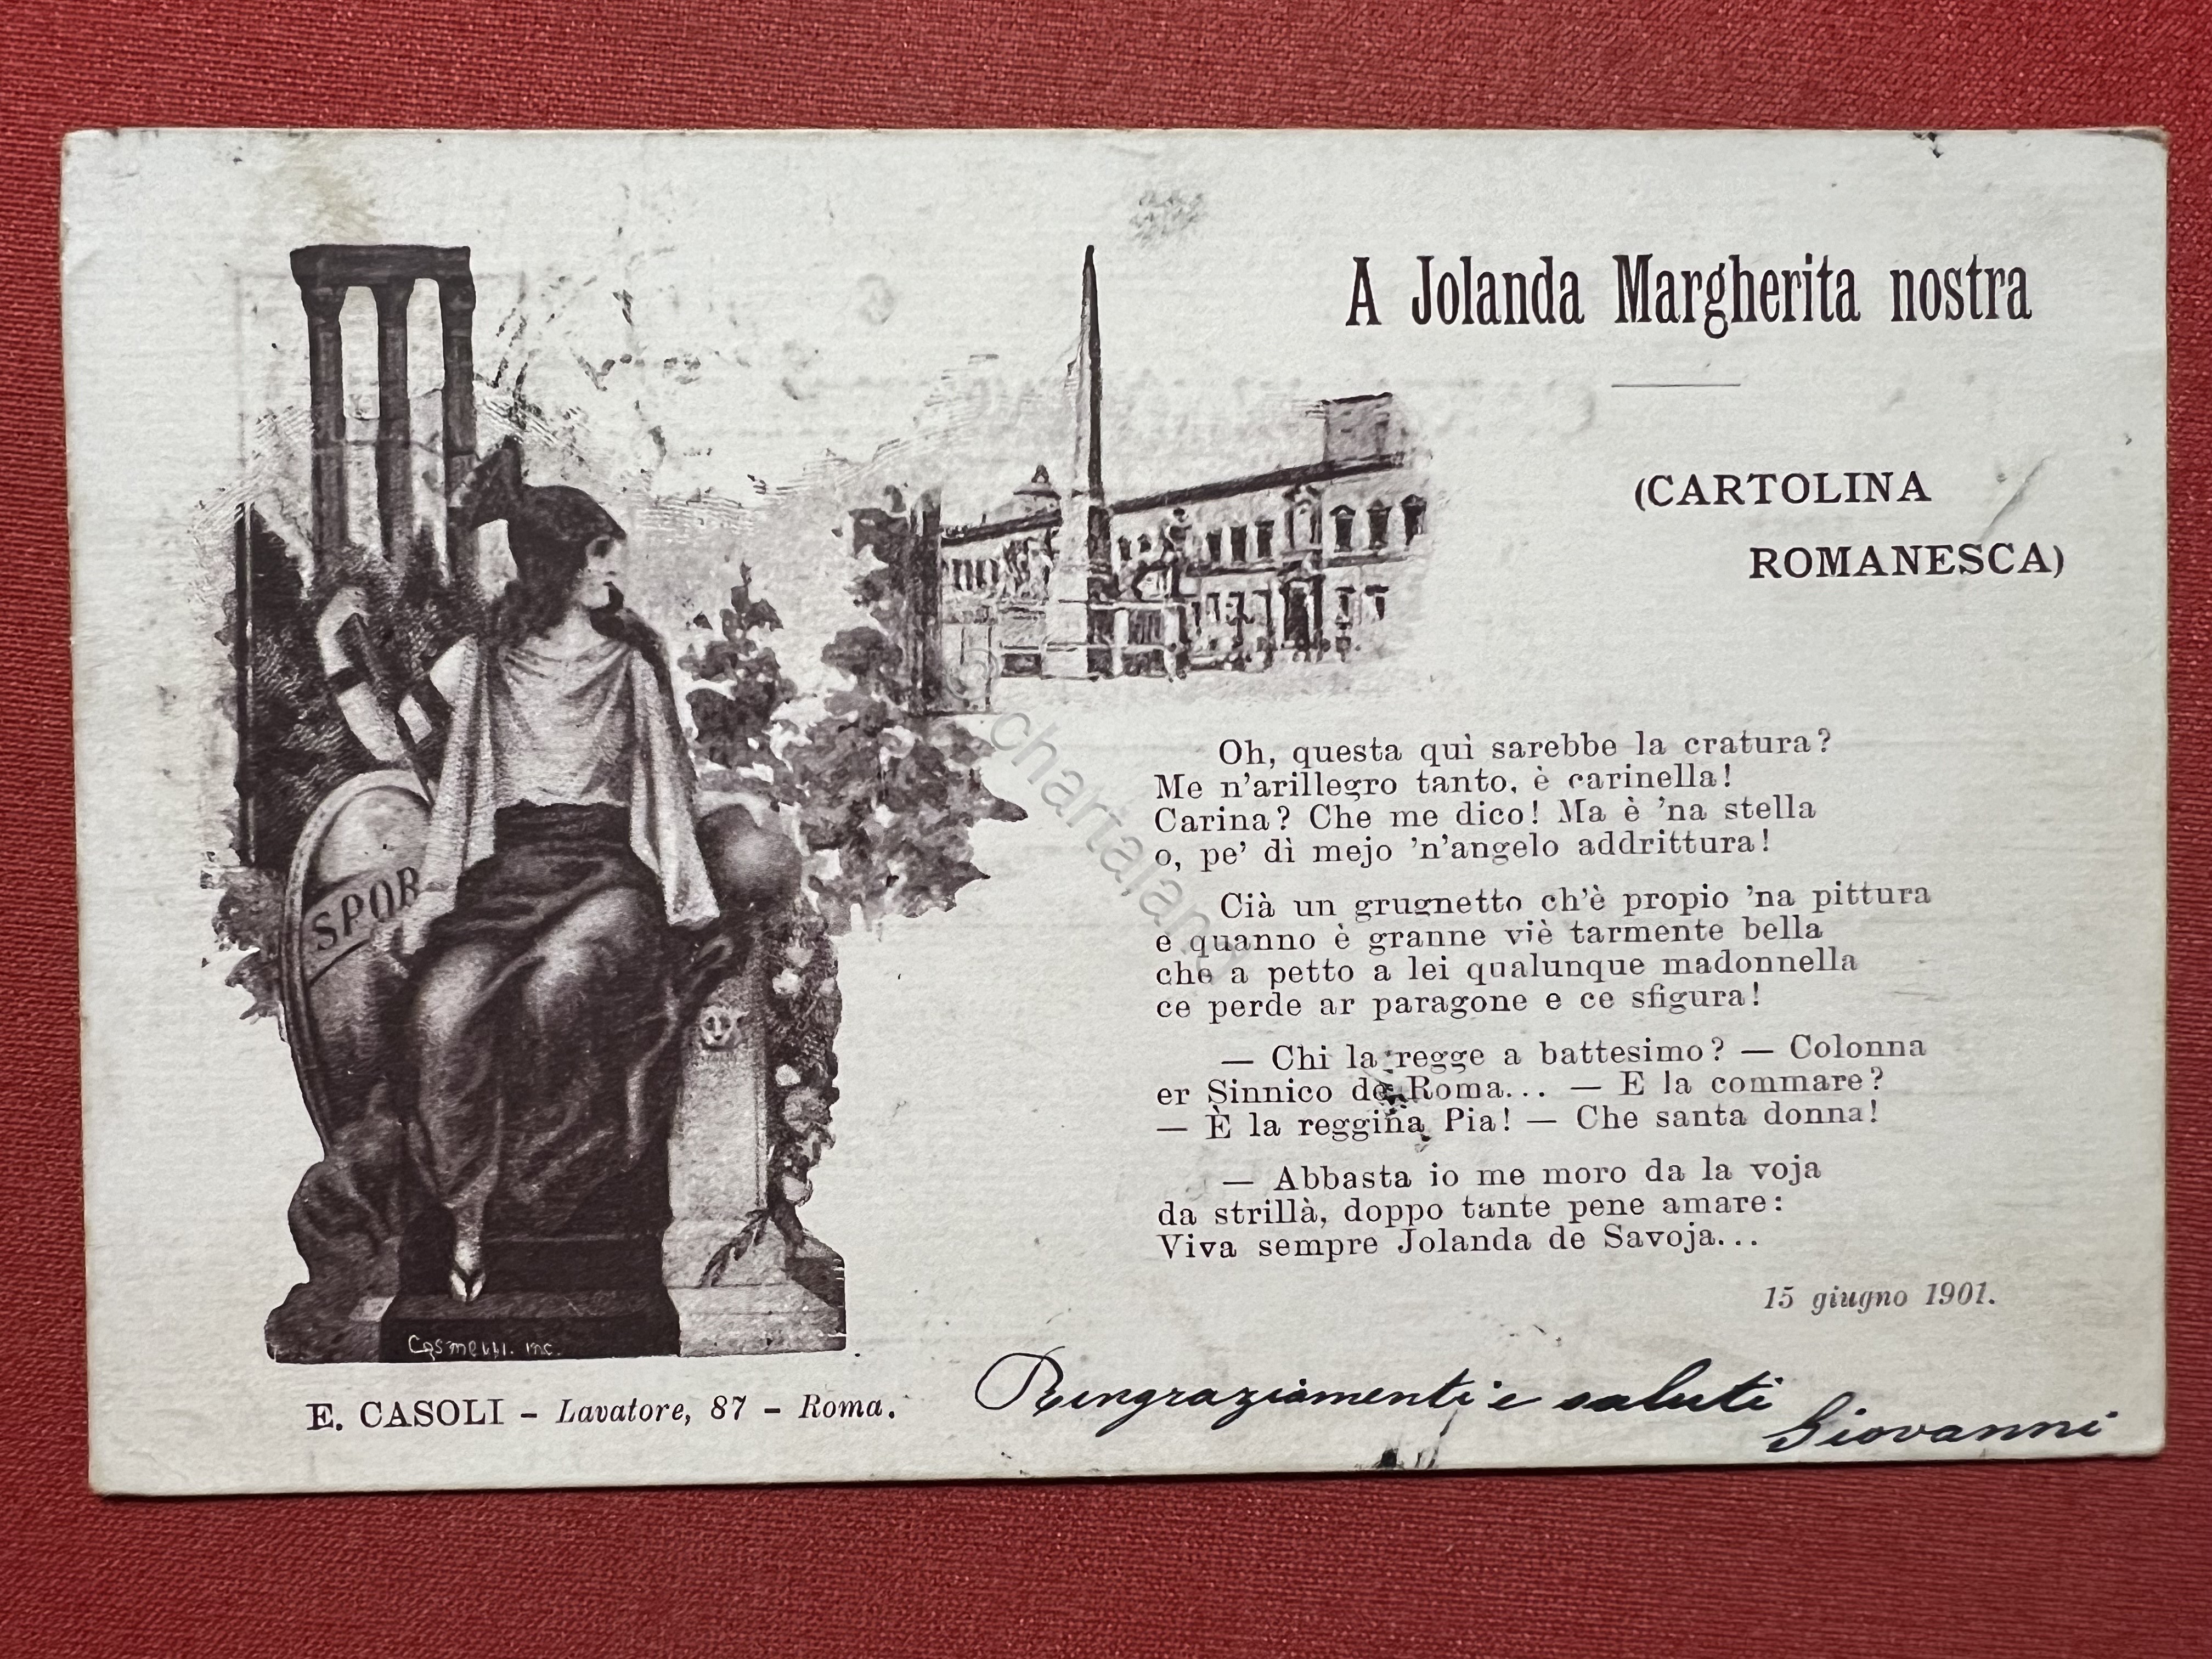 A Jolanda Margherita nostra
(CARTOLINA
ROMANESCA)
Oh, questa quì sarebbe la cratura?
Me n'arillegro tanto, è carinella!
Carina? Che me dico! Ma è 'na stella
o, pe' dì mejo 'n'angelo addrittura!
Cià un grugnetto ch'è propio 'na pittura
e quanno è granne viè tarmente bella
che a petto a lei qualunque madonnella
ce perde ar paragone e ce sfigura!
— Chi la regge a battesimo? — Colonna
er Sinnico de Roma... — E la commare?
— È la reggina Pia! — Che santa donna!
— Abbasta io me moro da la voja
da strillà, doppo tante pene amare:
Viva sempre Jolanda de Savoja...
15 giugno 1901.
SPQR
E. CASOLI - Lavatore, 87 - Roma.
Ringraziamenti e saluti
Giovanni